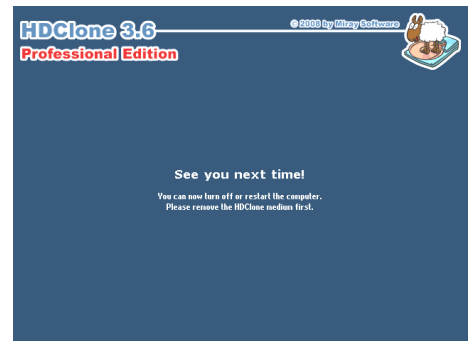 HDClone 3.6
© 2008 by Miray Software
Professional Edition
See you next time!
You can now turn off or restart the computer.
Please remove the HDClone medium first.